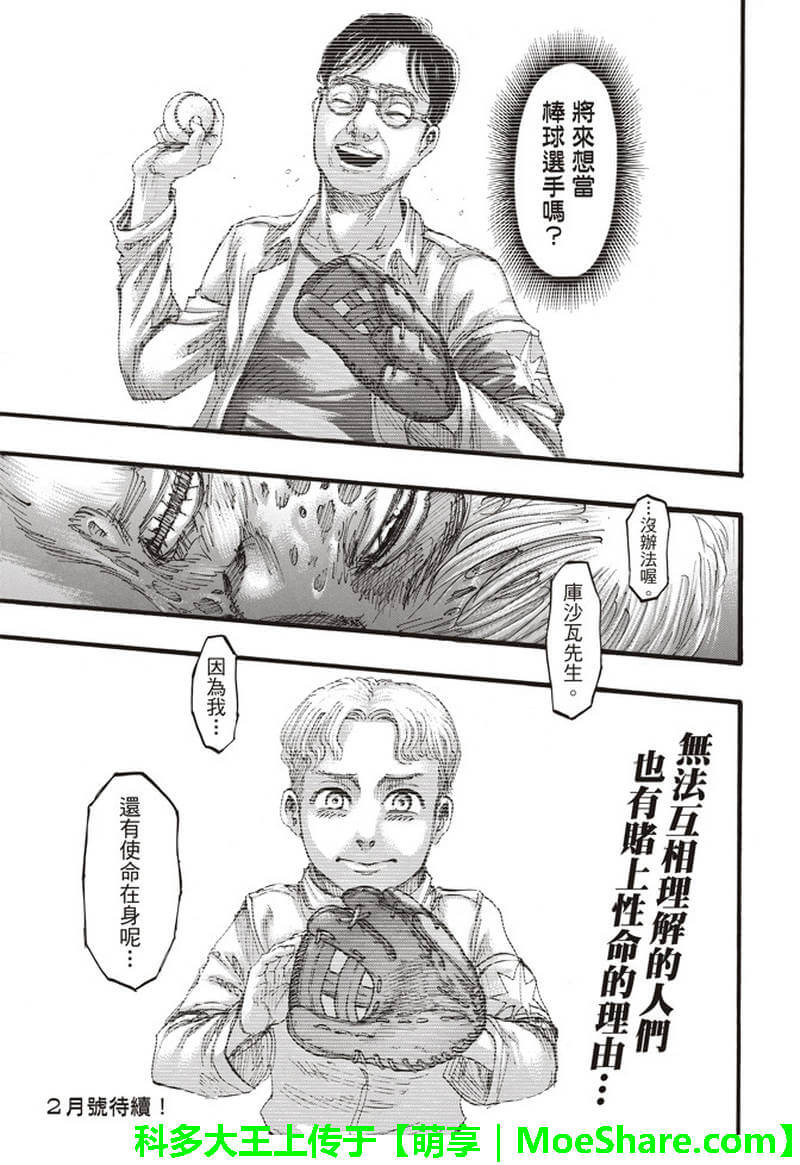 將來想當
棒球選手嗎？
…沒辦法喔。
庫沙瓦先生。
因為我…
還有使命在身呢…
無法互相理解的人們
也有賭上性命的理由…
2月號待續！
科多大王上传于【萌享｜MoeShare.com】